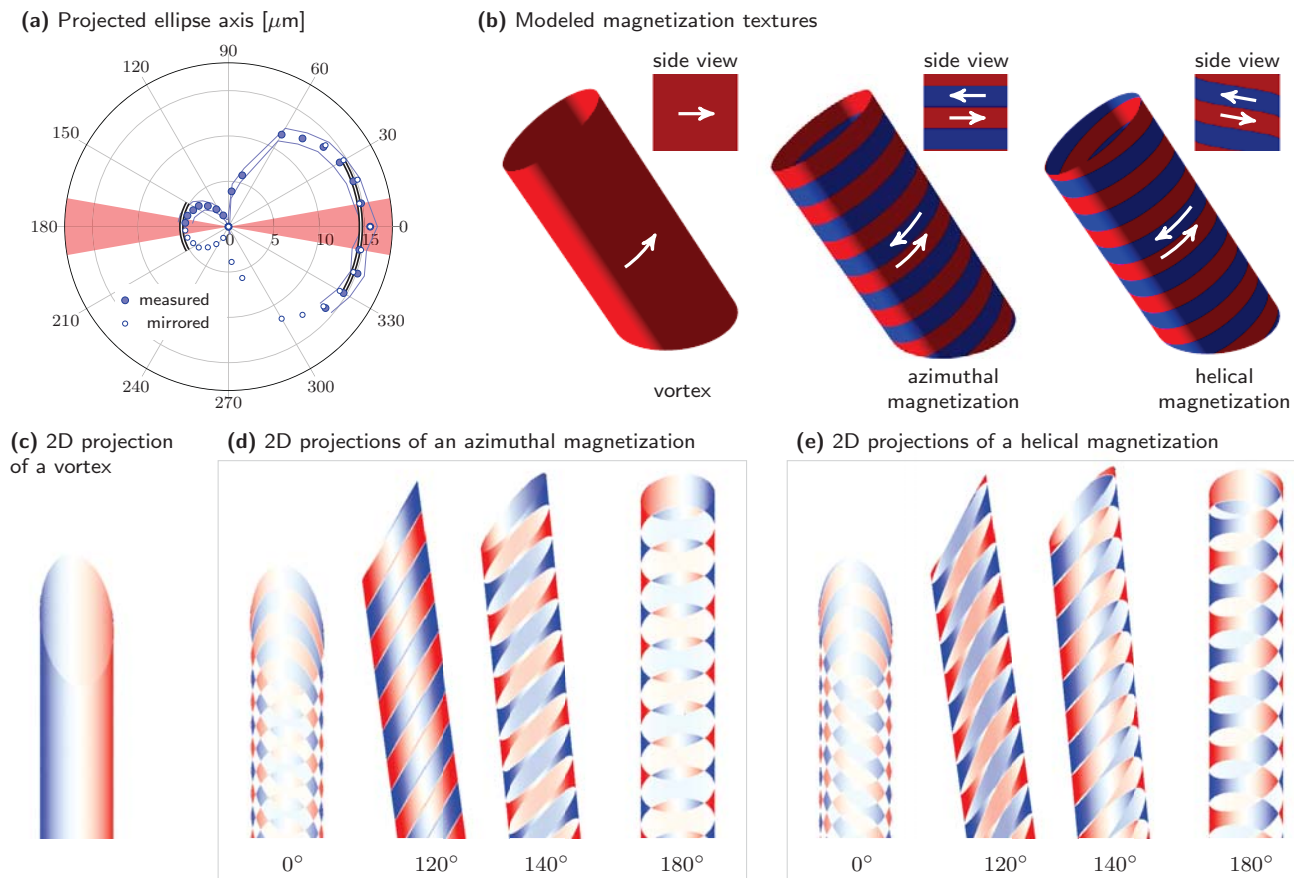 (a) Projected ellipse axis [μm]
90
120
60
150
30
180
0
5
10
15
0
measured
mirrored
210
330
240
300
270
(b) Modeled magnetization textures
side view
side view
side view
vortex
azimuthal
magnetization
helical
magnetization
(c) 2D projection
of a vortex
(d) 2D projections of an azimuthal magnetization
0°
120°
140°
180°
(e) 2D projections of a helical magnetization
0°
120°
140°
180°